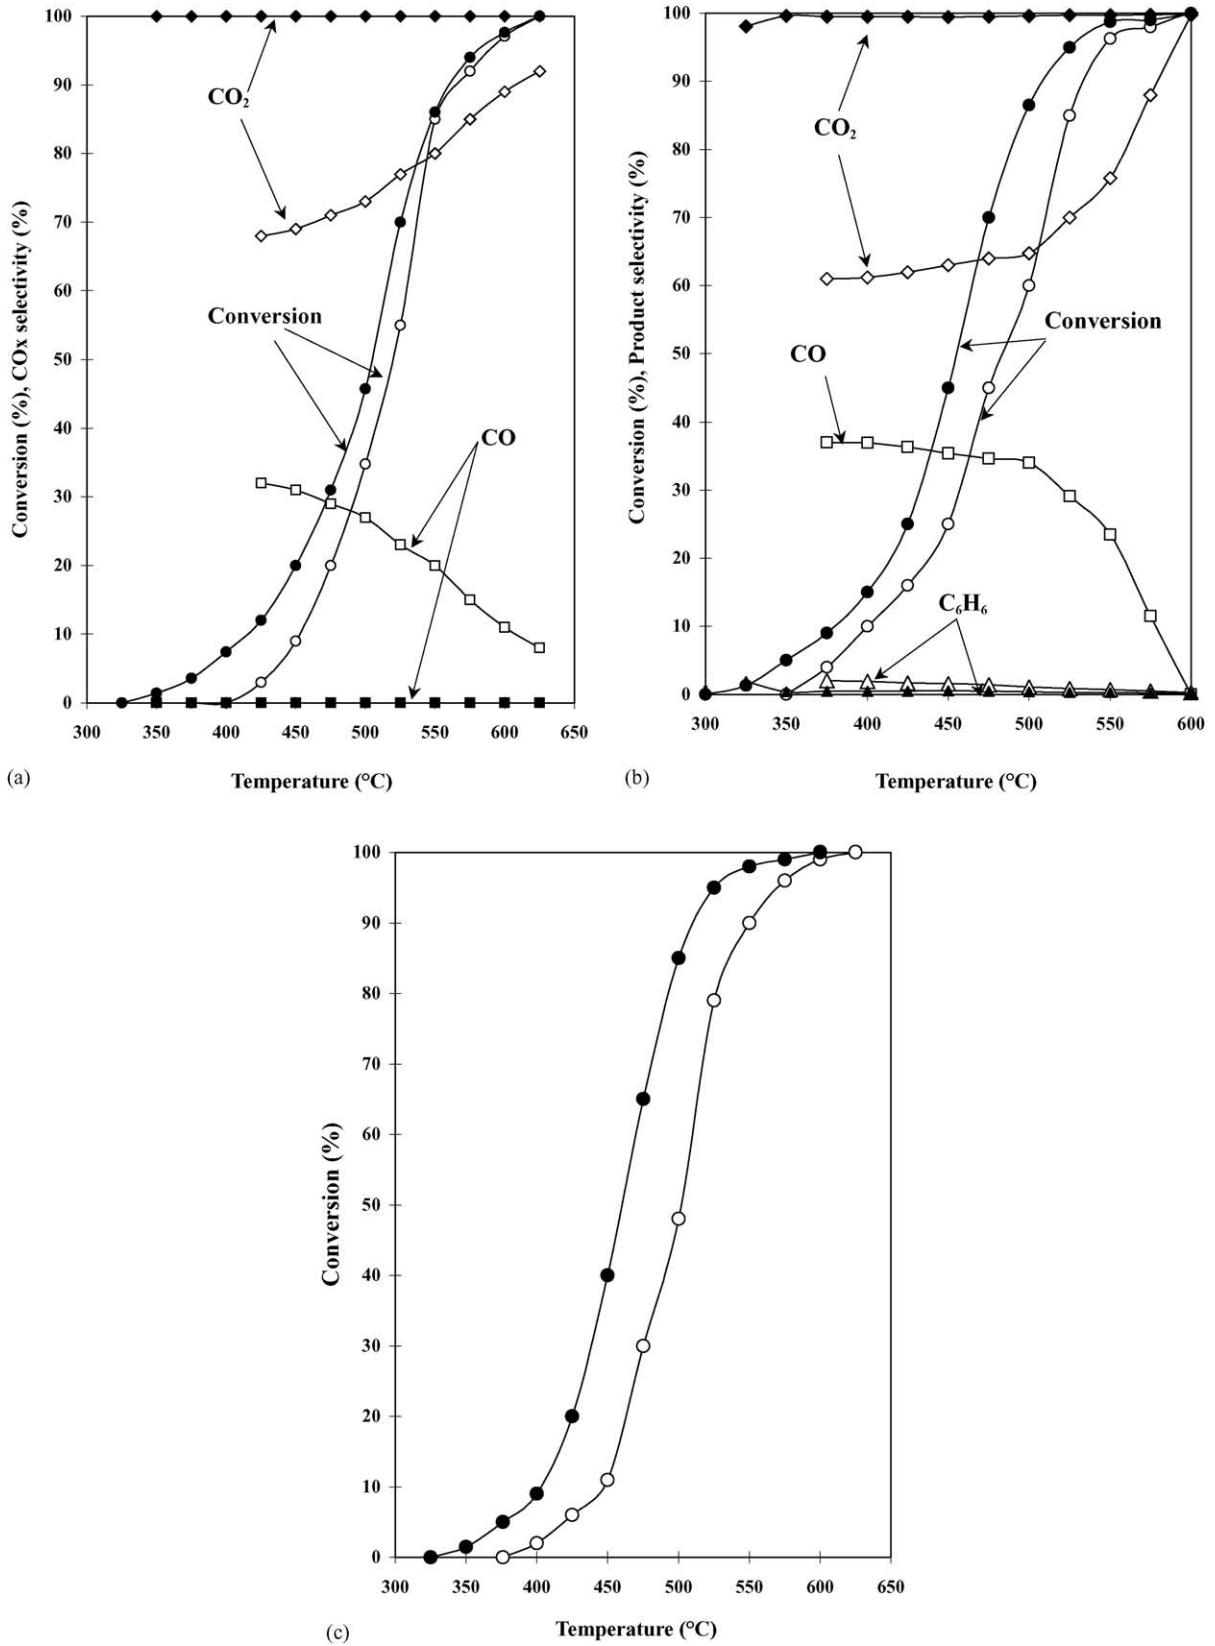 100
90
80
70
60
50
40
30
20
10
0
300 350 400 450 500 550 600 650
Conversion (%), COx selectivity (%)
CO₂
Conversion
CO
(a)
Temperature (°C)
100
90
80
70
60
50
40
30
20
10
0
300 350 400 450 500 550 600
Conversion (%), Product selectivity (%)
CO₂
Conversion
CO
C₆H₆
(b)
Temperature (°C)
100
90
80
70
60
50
40
30
20
10
0
300 350 400 450 500 550 600 650
Conversion (%)
(c)
Temperature (°C)